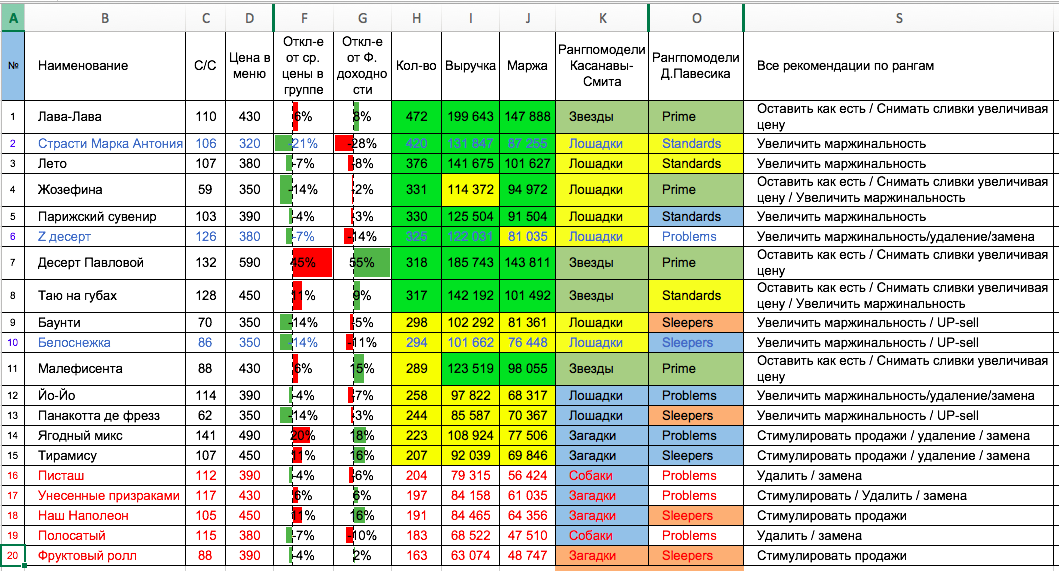 A B C D F G H I J K O S
№ Наименование С/С Цена в меню Откл-е от ср. цены в группе Откл-е от Ф. доходно сти Кол-во Выручка Маржа Рангпомодели Касанавы-Смита Рангпомодели Д.Павесика Все рекомендации по рангам
1 Лава-Лава 110 430 6% 8% 472 199 643 147 888 Звезды Prime Оставить как есть / Снимать сливки увеличивая цену
2 Страсти Марка Антония 106 320 -21% -28% 420 131 847 87 255 Лошадки Standards Увеличить маржинальность
3 Лето 107 380 -7% -8% 376 141 675 101 627 Лошадки Standards Увеличить маржинальность
4 Жозефина 59 350 -14% -2% 331 114 372 94 972 Лошадки Prime Оставить как есть / Снимать сливки увеличивая цену / Увеличить маржинальность
5 Парижский сувенир 103 390 -4% -3% 330 125 504 91 504 Лошадки Standards Увеличить маржинальность
6 Z десерт 126 380 -7% -14% 325 122 031 81 035 Лошадки Problems Увеличить маржинальность/удаление/замена
7 Десерт Павловой 132 590 45% 55% 318 185 743 143 811 Звезды Prime Оставить как есть / Снимать сливки увеличивая цену
8 Таю на губах 128 450 11% 9% 317 142 192 101 492 Звезды Standards Оставить как есть / Снимать сливки увеличивая цену / Увеличить маржинальность
9 Баунти 70 350 -14% -5% 298 102 292 81 361 Лошадки Sleepers Увеличить маржинальность / UP-sell
10 Белоснежка 86 350 -14% -11% 294 101 662 76 448 Лошадки Sleepers Увеличить маржинальность / UP-sell
11 Малефисента 88 430 6% 15% 289 123 519 98 055 Звезды Prime Оставить как есть / Снимать сливки увеличивая цену
12 Йо-Йо 114 390 -4% -7% 258 97 822 68 317 Лошадки Problems Увеличить маржинальность/удаление/замена
13 Панакотта де фрезз 62 350 -14% -3% 244 85 587 70 367 Лошадки Sleepers Увеличить маржинальность / UP-sell
14 Ягодный микс 141 490 20% 18% 223 108 924 77 506 Загадки Problems Стимулировать продажи / удаление / замена
15 Тирамису 107 450 11% 16% 207 92 039 69 846 Загадки Sleepers Стимулировать продажи / удаление / замена
16 Писташ 112 390 -4% -6% 204 79 315 56 424 Собаки Problems Удалить / замена
17 Унесенные призраками 117 430 6% 6% 197 84 158 61 035 Загадки Problems Стимулировать / Удалить / замена
18 Наш Наполеон 105 450 11% 16% 191 84 465 64 356 Загадки Sleepers Стимулировать продажи
19 Полосатый 115 380 -7% -10% 183 68 522 47 510 Собаки Problems Удалить / замена
20 Фруктовый ролл 88 390 -4% 2% 163 63 074 48 747 Загадки Sleepers Стимулировать продажи